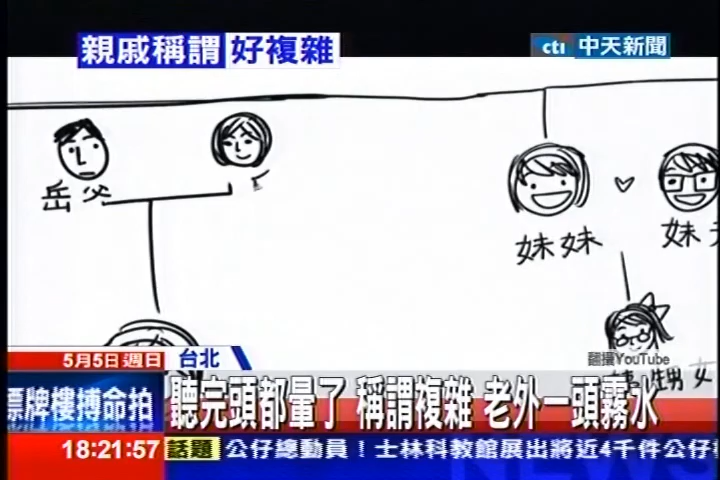 親戚稱謂 好複雜
cti 中天新聞
岳父
妹妹
妹
甥女
翻攝YouTube
5月5日週日 台北
標牌樓搏命拍
聽完頭都暈了 稱謂複雜 老外一頭霧水
18:21:57 話題 公仔總動員！士林科教館展出將近4千件公仔
NEWS